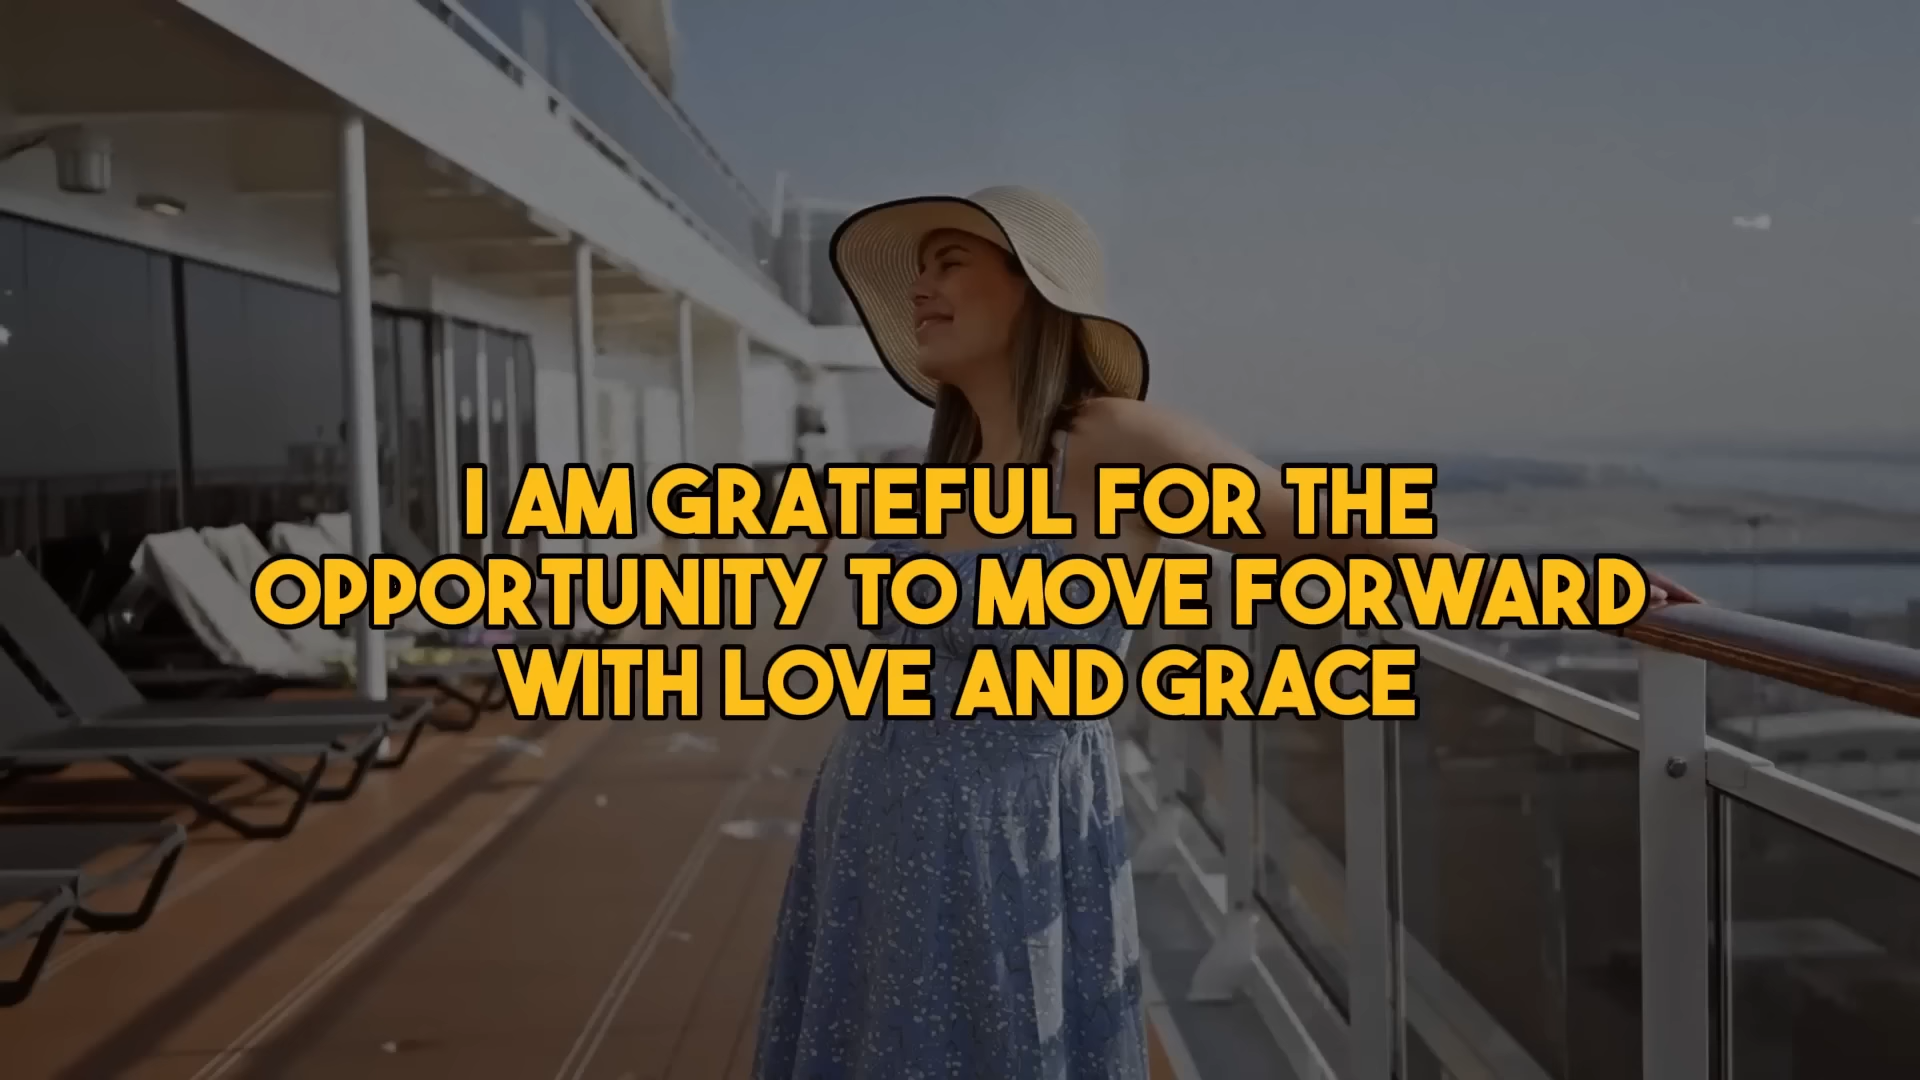 I AM GRATEFUL FOR THE
OPPORTUNITY TO MOVE FORWARD
WITH LOVE AND GRACE